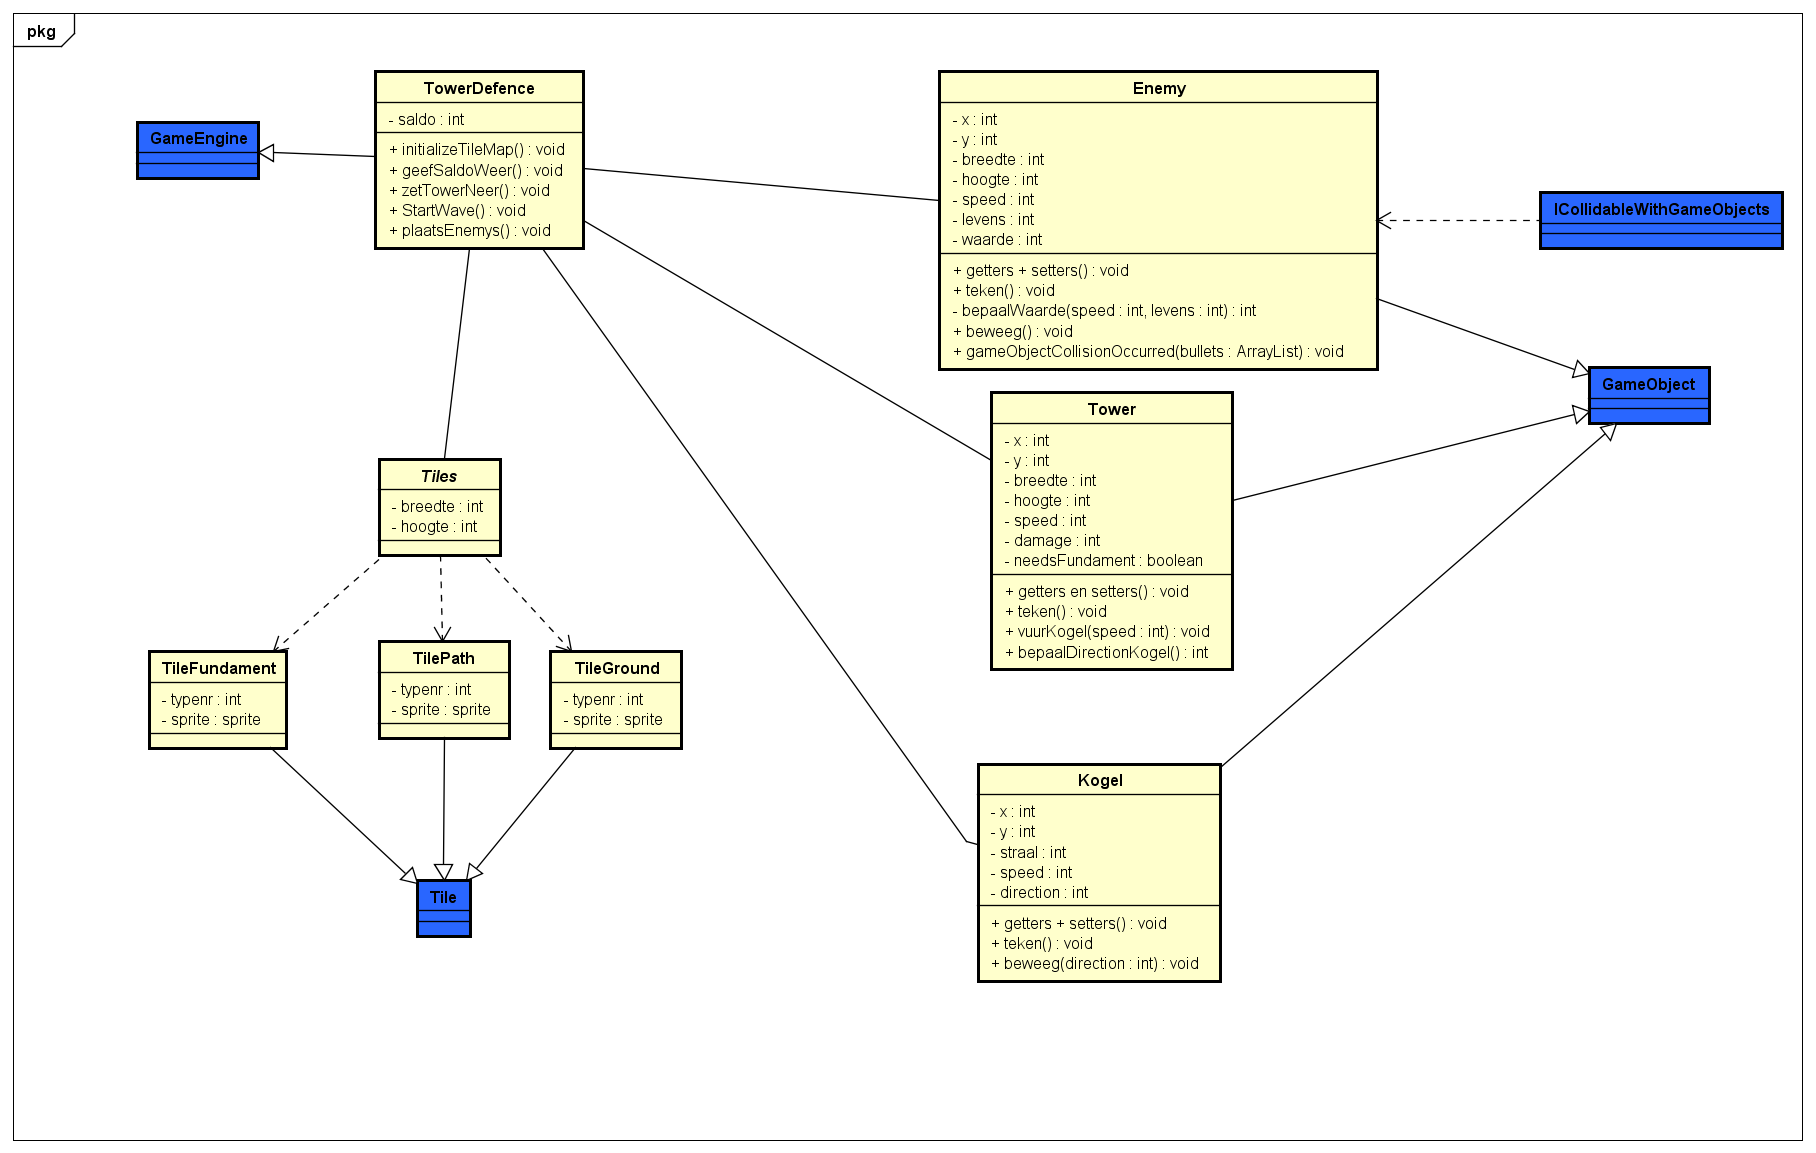 pkg
TowerDefence
- saldo : int
+ initializeTileMap() : void
+ geefSaldoWeer() : void
+ zetTowerNeer() : void
+ StartWave() : void
+ plaatsEnemys() : void
GameEngine
Enemy
- x : int
- y : int
- breedte : int
- hoogte : int
- speed : int
- levens : int
- waarde : int
+ getters + setters() : void
+ teken() : void
- bepaalWaarde(speed : int, levens : int) : int
+ beweeg() : void
+ gameObjectCollisionOccurred(bullets : ArrayList) : void
ICollidableWithGameObjects
GameObject
Tower
- x : int
- y : int
- breedte : int
- hoogte : int
- speed : int
- damage : int
- needsFundament : boolean
+ getters en setters() : void
+ teken() : void
+ vuurKogel(speed : int) : void
+ bepaalDirectionKogel() : int
Tiles
- breedte : int
- hoogte : int
TileFundament
- typenr : int
- sprite : sprite
TilePath
- typenr : int
- sprite : sprite
TileGround
- typenr : int
- sprite : sprite
Tile
Kogel
- x : int
- y : int
- straal : int
- speed : int
- direction : int
+ getters + setters() : void
+ teken() : void
+ beweeg(direction : int) : void